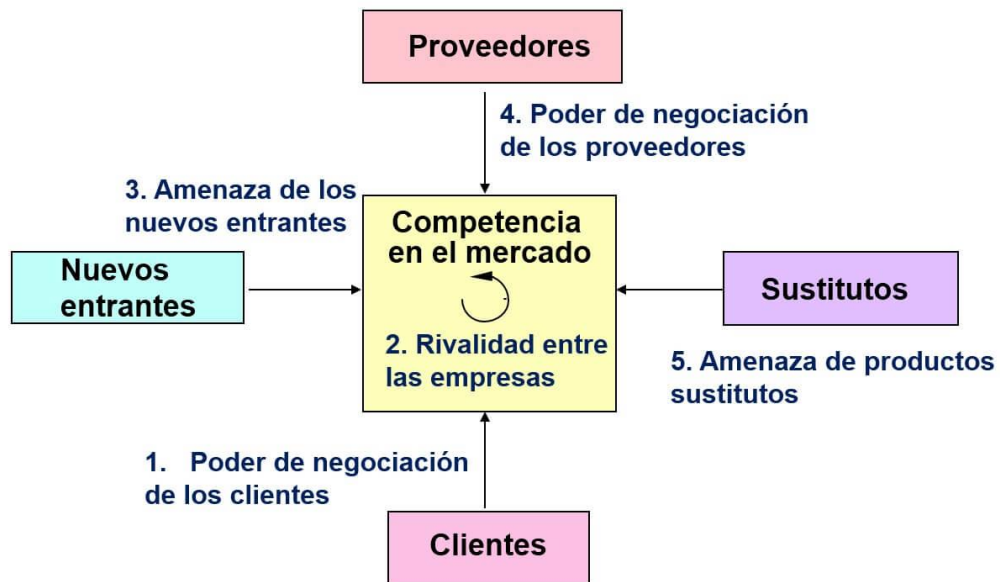 Proveedores
4. Poder de negociación
de los proveedores
3. Amenaza de los
nuevos entrantes
Competencia
en el mercado
Nuevos
entrantes
Sustitutos
2. Rivalidad entre
las empresas
5. Amenaza de productos
sustitutos
1. Poder de negociación
de los clientes
Clientes